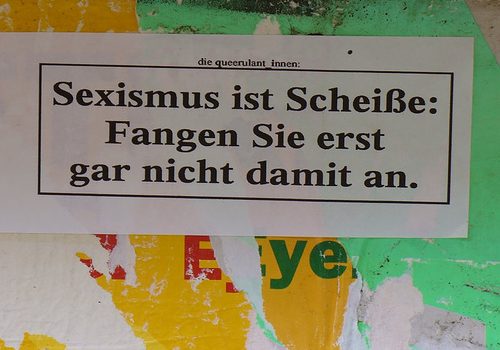 die queerulant_innen:
Sexismus ist Scheiße:
Fangen Sie erst
gar nicht damit an.